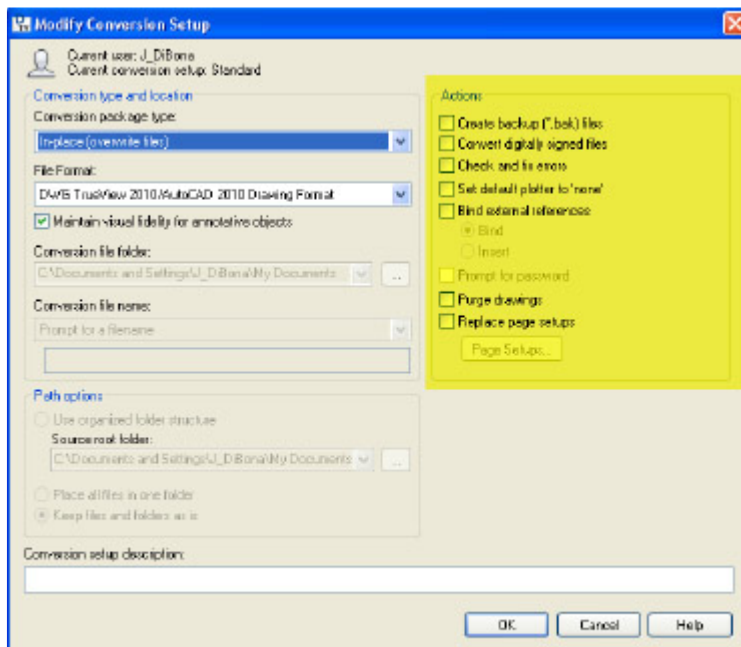 Modify Conversion Setup
Current user: J_DiBona
Current conversion setup: Standard
Conversion type and location
Conversion package type:
In-place (overwrite files)
File Format:
DWG TrueView 2010/AutoCAD 2010 Drawing Format
Maintain visual fidelity for annotative objects
Conversion file folder:
C:\Documents and Settings\J_DiBona\My Documents
...
Conversion file name:
Prompt for a filename
Path options
Use organized folder structure
Source root folder:
C:\Documents and Settings\J_DiBona\My Documents
...
Place all files in one folder
Keep files and folders as is
Actions
Create backup (*.bak) files
Convert digitally signed files
Check and fix errors
Set default plotter to 'none'
Bind external references
Bind
Insert
Prompt for password
Purge drawings
Replace page setups
Page Setups...
Conversion setup description:
OK Cancel Help